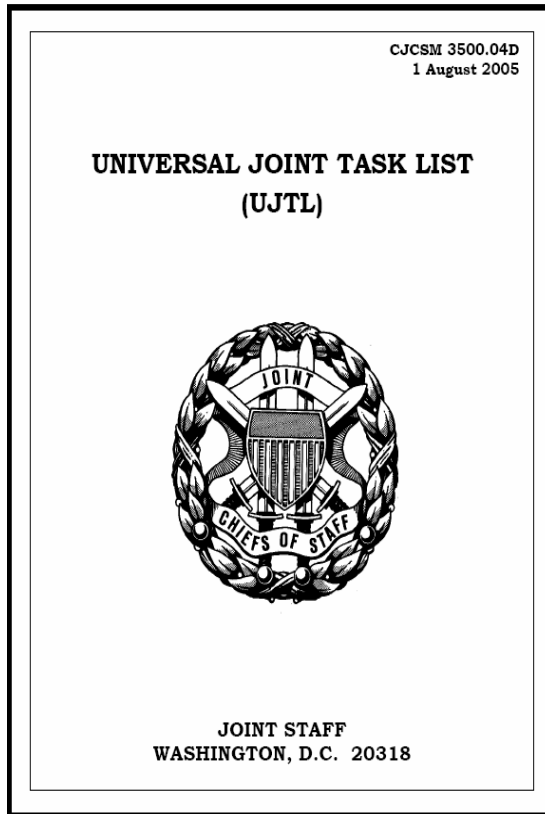 CJCSM 3500.04D
1 August 2005
UNIVERSAL JOINT TASK LIST
(UJTL)
JOINT
CHIEFS OF STAFF
JOINT STAFF
WASHINGTON, D.C. 20318